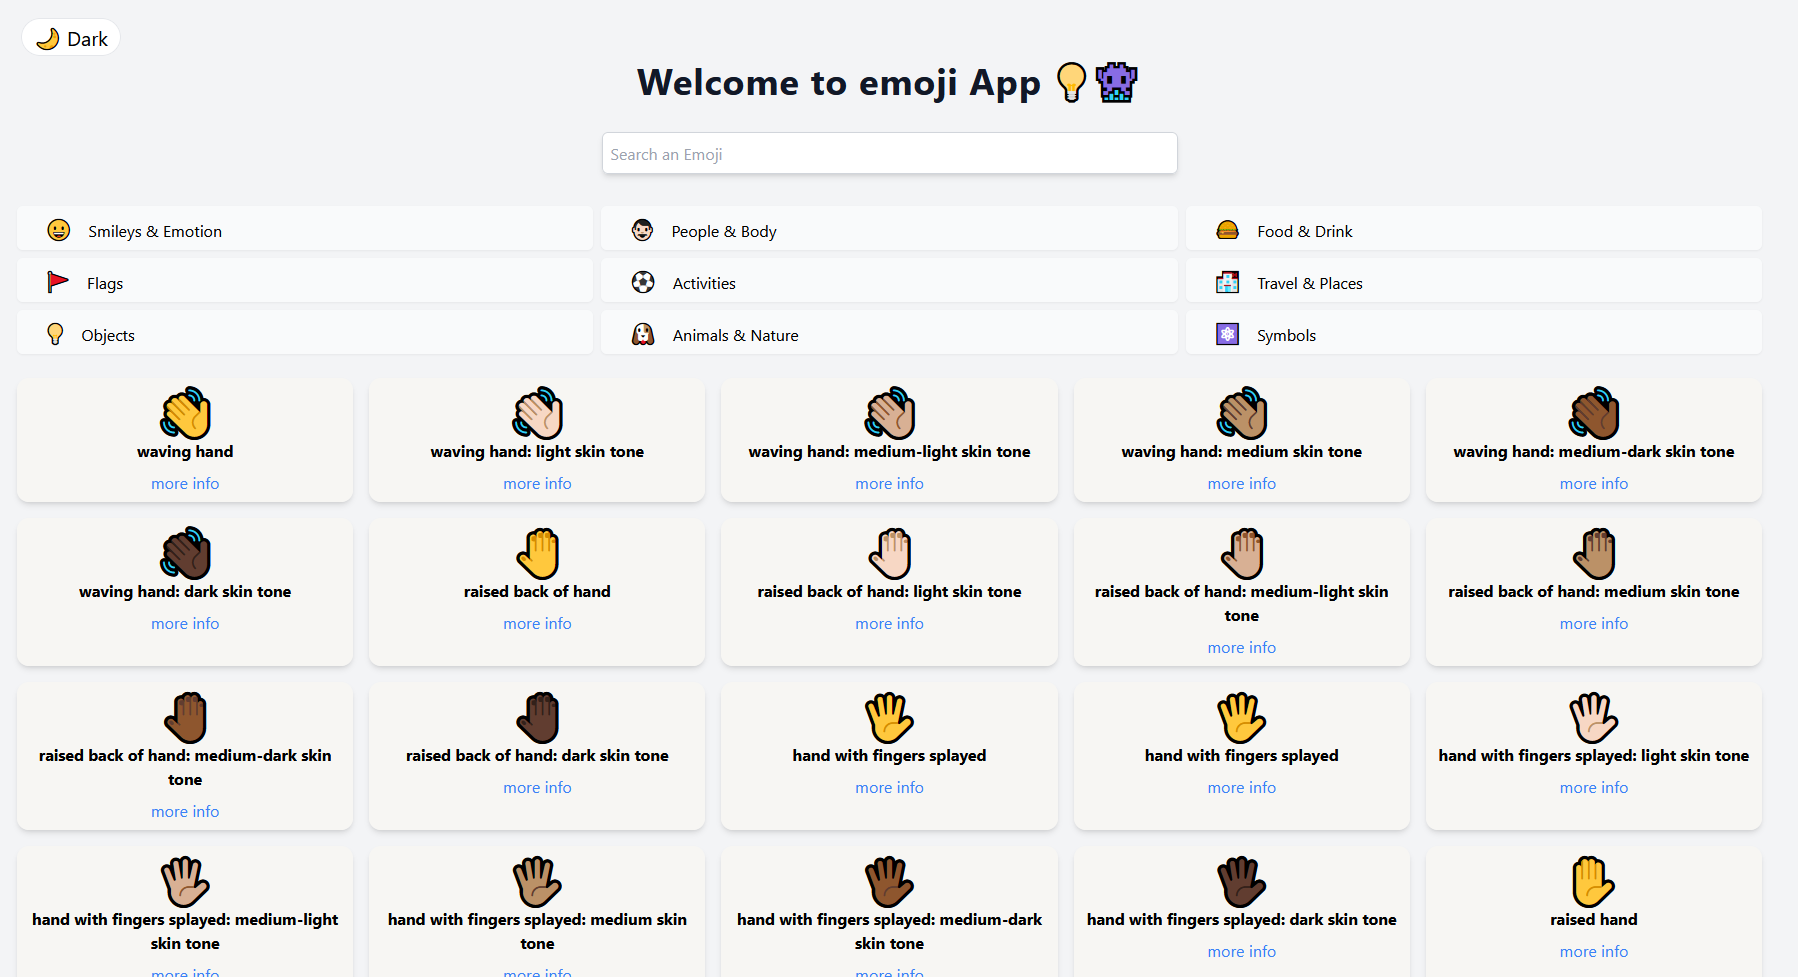 Dark
Welcome to emoji App
Search an Emoji
Smileys & Emotion
People & Body
Food & Drink
Flags
Activities
Travel & Places
Objects
Animals & Nature
Symbols
waving hand
more info
waving hand: light skin tone
more info
waving hand: medium-light skin tone
more info
waving hand: medium skin tone
more info
waving hand: medium-dark skin tone
more info
waving hand: dark skin tone
more info
raised back of hand
more info
raised back of hand: light skin tone
more info
raised back of hand: medium-light skin
tone
more info
raised back of hand: medium skin tone
more info
raised back of hand: medium-dark skin
tone
more info
raised back of hand: dark skin tone
more info
hand with fingers splayed
more info
hand with fingers splayed
more info
hand with fingers splayed: light skin tone
more info
hand with fingers splayed: medium-light
skin tone
more info
hand with fingers splayed: medium skin
tone
more info
hand with fingers splayed: medium-dark
skin tone
more info
hand with fingers splayed: dark skin tone
more info
raised hand
more info